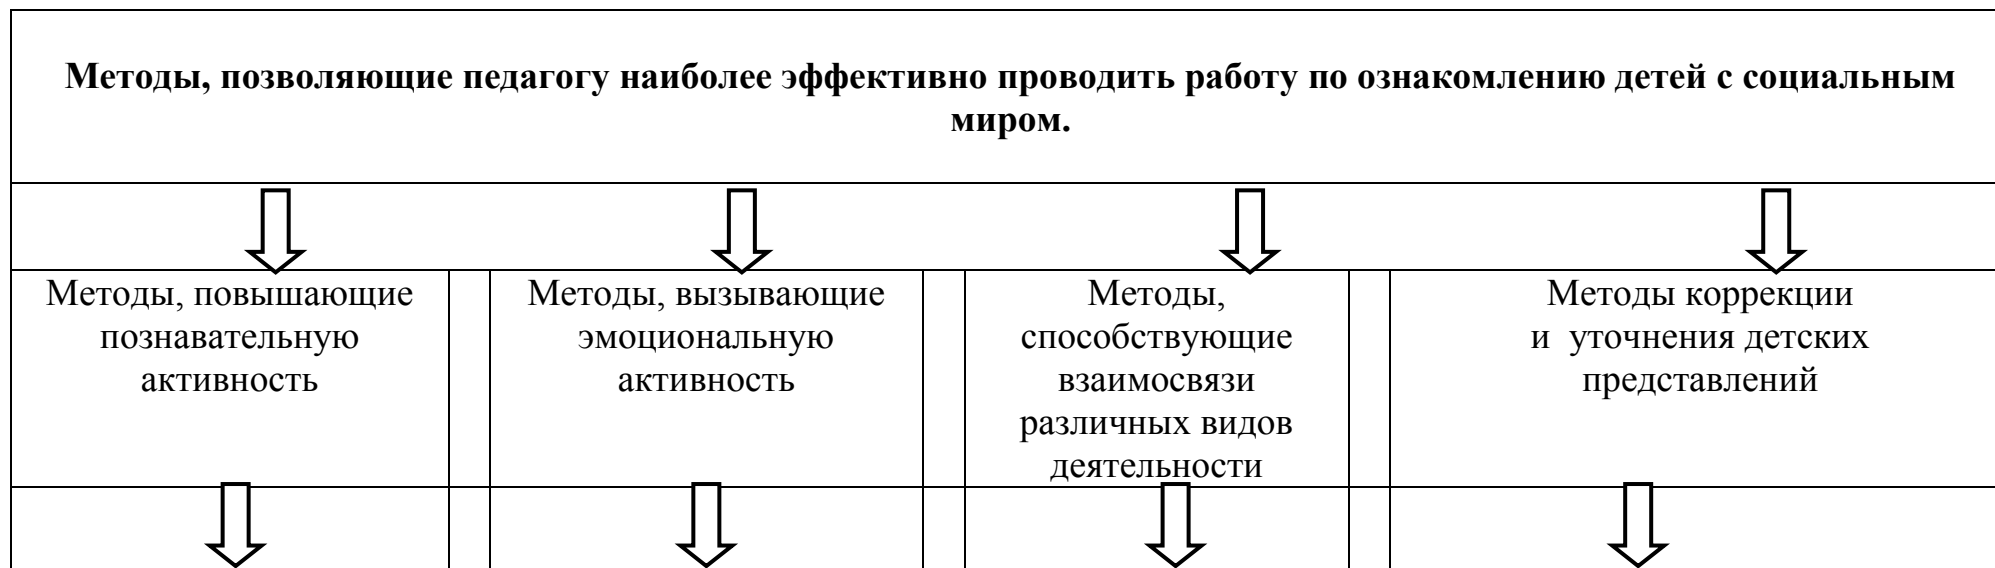 Методы, позволяющие педагогу наиболее эффективно проводить работу по ознакомлению детей с социальным
миром.
Методы, повышающие
познавательную
активность
Методы, вызывающие
эмоциональную
активность
Методы,
способствующие
взаимосвязи
различных видов
деятельности
Методы коррекции
и уточнения детских
представлений